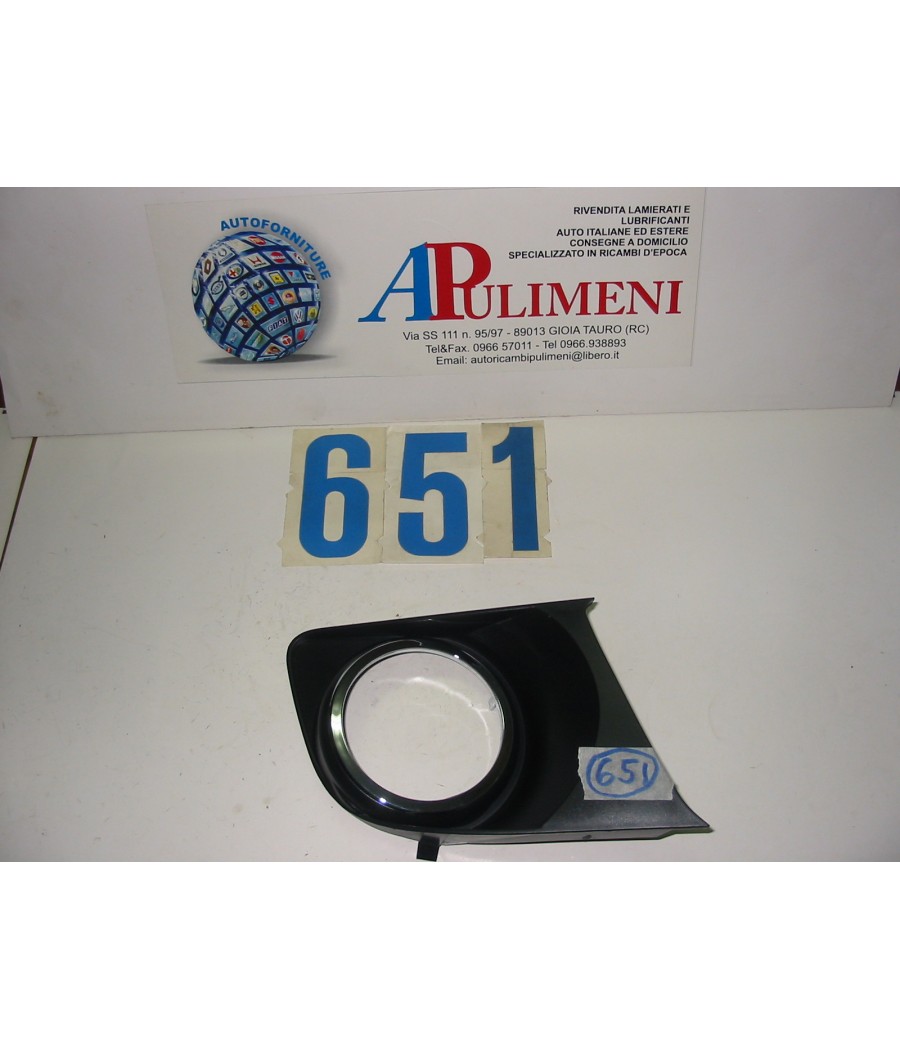 AUTOFORNITURE
RIVENDITA LAMIERATI E
LUBRIFICANTI
AUTO ITALIANE ED ESTERE
CONSEGNE A DOMICILIO
SPECIALIZZATO IN RICAMBI D'EPOCA
APULIMENI
Via SS 111 n. 95/97 - 89013 GIOIA TAURO (RC)
Tel&Fax. 0966 57011 - Tel 0966.938893
Email: autoricambipulimeni@libero.it
651
651